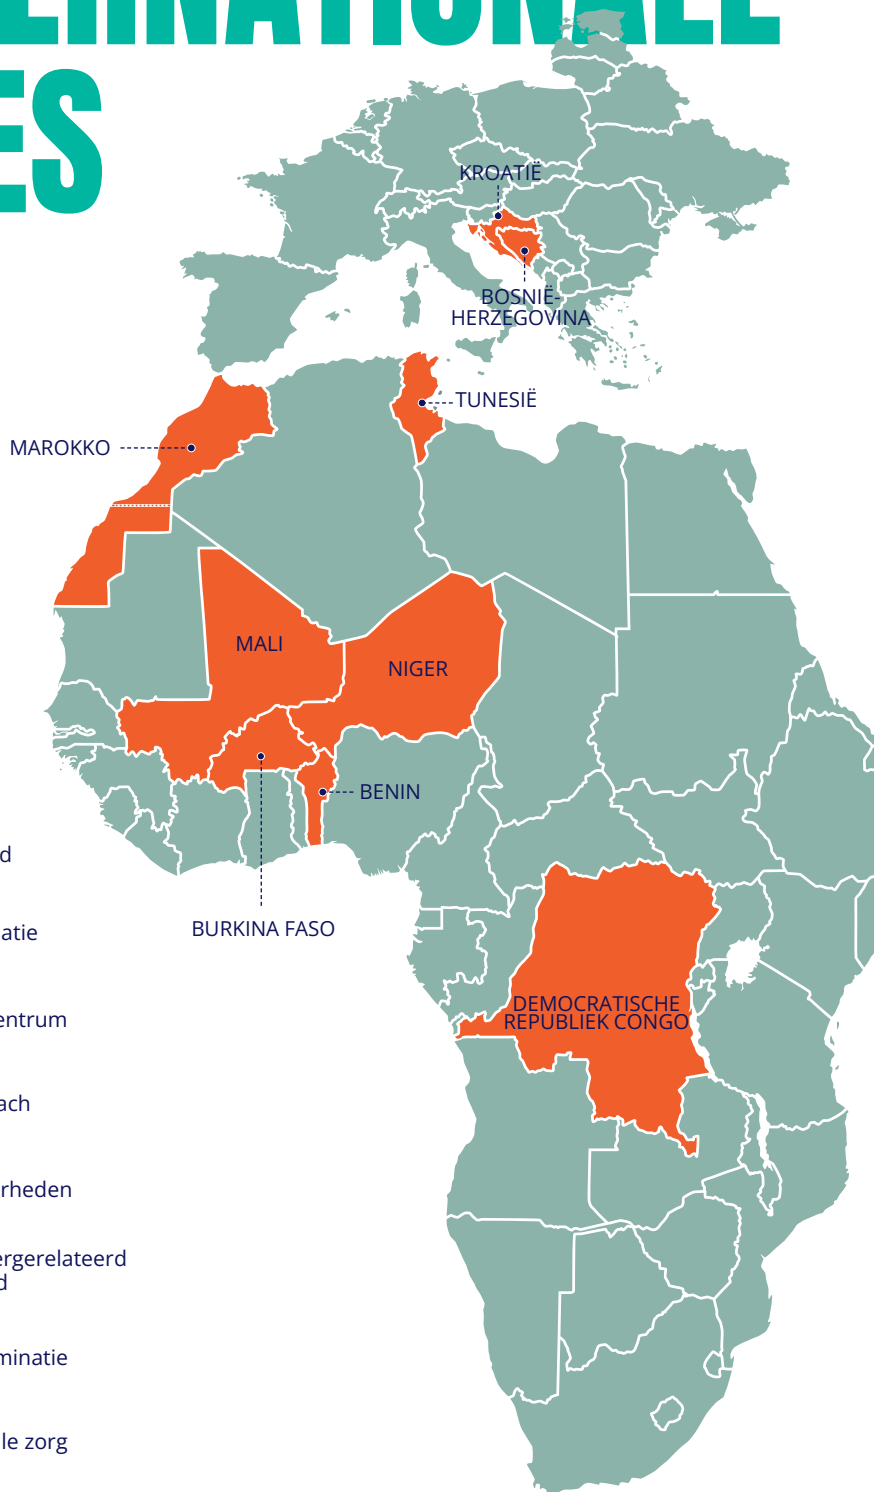 ERNATIONALE
ES
KROATIË
BOSNIË-
HERZEGOVINA
TUNESIË
MAROKKO
MALI
NIGER
BENIN
BURKINA FASO
DEMOCRATISCHE
REPUBLIEK CONGO
d
atie
entrum
ach
rheden
ergerelateerd
d
minatie
le zorg